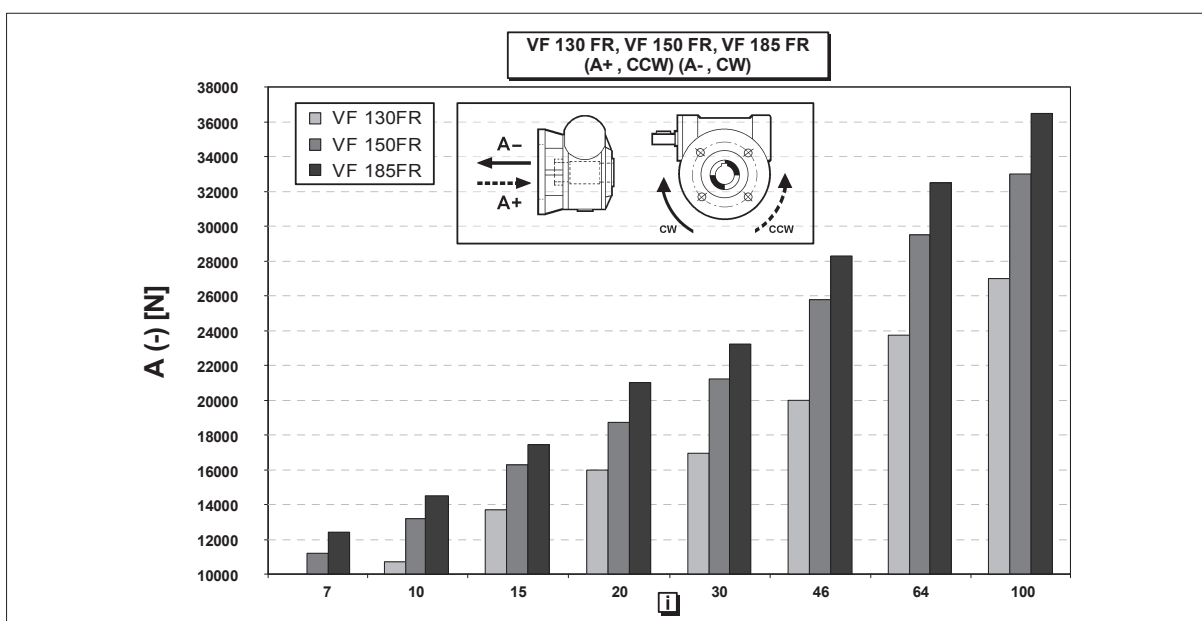 VF 130 FR, VF 150 FR, VF 185 FR
(A+ , CCW) (A- , CW)
A (-) [N]
38000
36000
34000
32000
30000
28000
26000
24000
22000
20000
18000
16000
14000
12000
10000
VF 130FR
VF 150FR
VF 185FR
A−
A+
CW
CCW
7 10 15 20 30 46 64 100
i